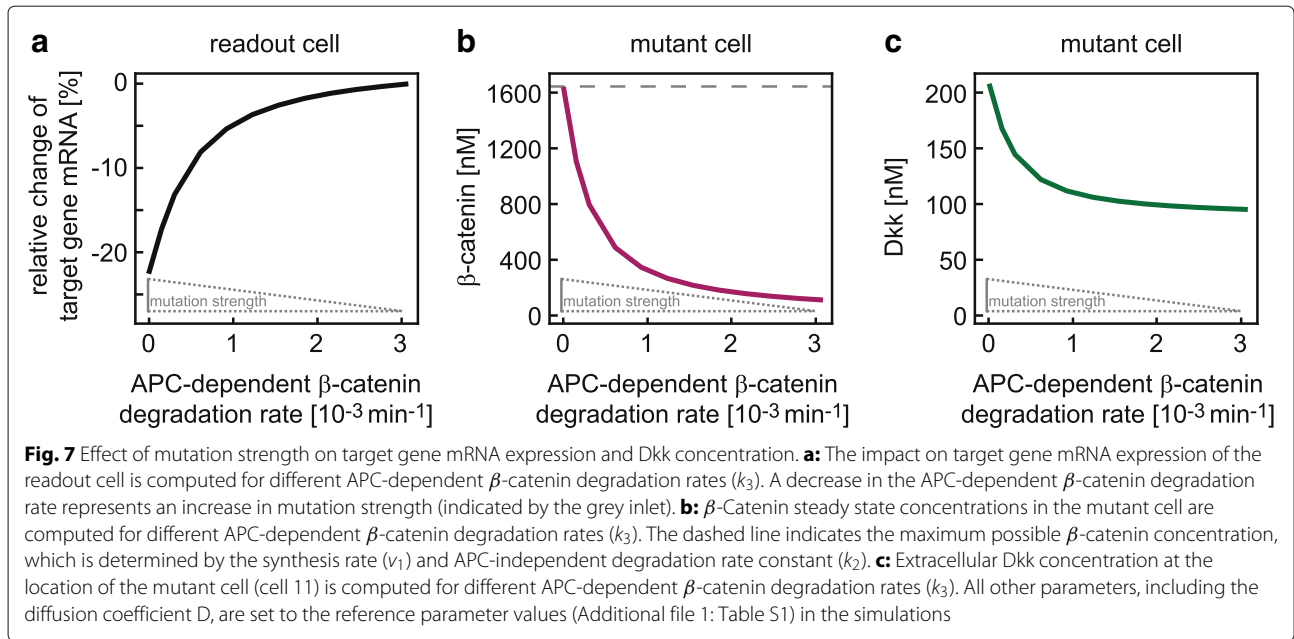 a
readout cell
relative change of
target gene mRNA [%]
0
-10
-20
mutation strength
0 1 2 3
APC-dependent β-catenin
degradation rate [10-3 min-1]
b
mutant cell
β-catenin [nM]
1600
1200
800
400
0
mutation strength
0 1 2 3
APC-dependent β-catenin
degradation rate [10-3 min-1]
c
mutant cell
Dkk [nM]
200
150
100
50
0
mutation strength
0 1 2 3
APC-dependent β-catenin
degradation rate [10-3 min-1]
Fig. 7 Effect of mutation strength on target gene mRNA expression and Dkk concentration. a: The impact on target gene mRNA expression of the
readout cell is computed for different APC-dependent β-catenin degradation rates (k3). A decrease in the APC-dependent β-catenin degradation
rate represents an increase in mutation strength (indicated by the grey inlet). b: β-Catenin steady state concentrations in the mutant cell are
computed for different APC-dependent β-catenin degradation rates (k3). The dashed line indicates the maximum possible β-catenin concentration,
which is determined by the synthesis rate (v1) and APC-independent degradation rate constant (k2). c: Extracellular Dkk concentration at the
location of the mutant cell (cell 11) is computed for different APC-dependent β-catenin degradation rates (k3). All other parameters, including the
diffusion coefficient D, are set to the reference parameter values (Additional file 1: Table S1) in the simulations